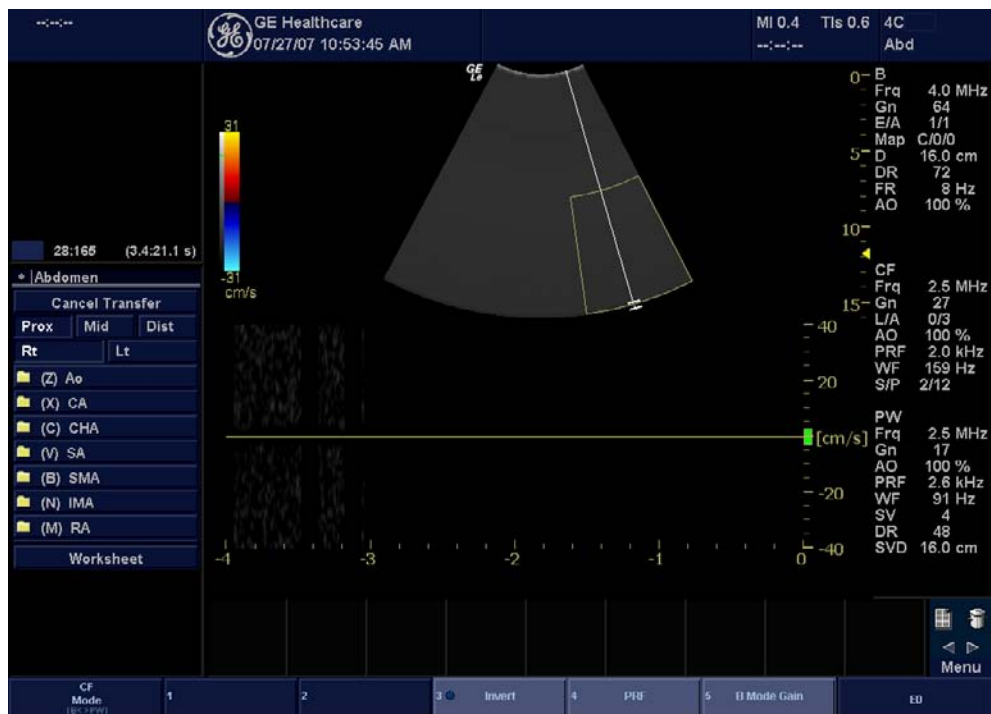 --:--:--
GE Healthcare
07/27/07 10:53:45 AM
MI 0.4 TIs 0.6 4C
--:--:-- Abd
GE
L9
31
-31
cm/s
0
5
10
15
B
Frq 4.0 MHz
Gn 64
E/A 1/1
Map C/0/0
D 16.0 cm
DR 72
FR 8 Hz
AO 100 %
CF
Frq 2.5 MHz
Gn 27
L/A 0/3
AO 100 %
PRF 2.0 kHz
WF 159 Hz
S/P 2/12
PW
Frq 2.5 MHz
Gn 17
AO 100 %
PRF 2.6 kHz
WF 91 Hz
SV 4
DR 48
SVD 16.0 cm
28:165 (3.4:21.1 s)
Abdomen
Cancel Transfer
Prox Mid Dist
Rt Lt
(Z) Ao
(X) CA
(C) CHA
(V) SA
(B) SMA
(N) IMA
(M) RA
Worksheet
40
20
[cm/s]
-20
-40
-4 -3 -2 -1 0
Menu
CF
Mode
1
2
3 Invert
4 PRF
5 B Mode Gain